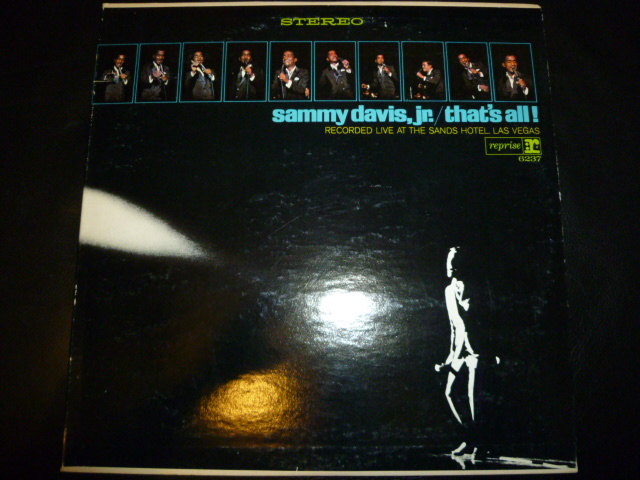 STEREO
sammy davis, jr. / that's all!
RECORDED LIVE AT THE SANDS HOTEL, LAS VEGAS
reprise
6237